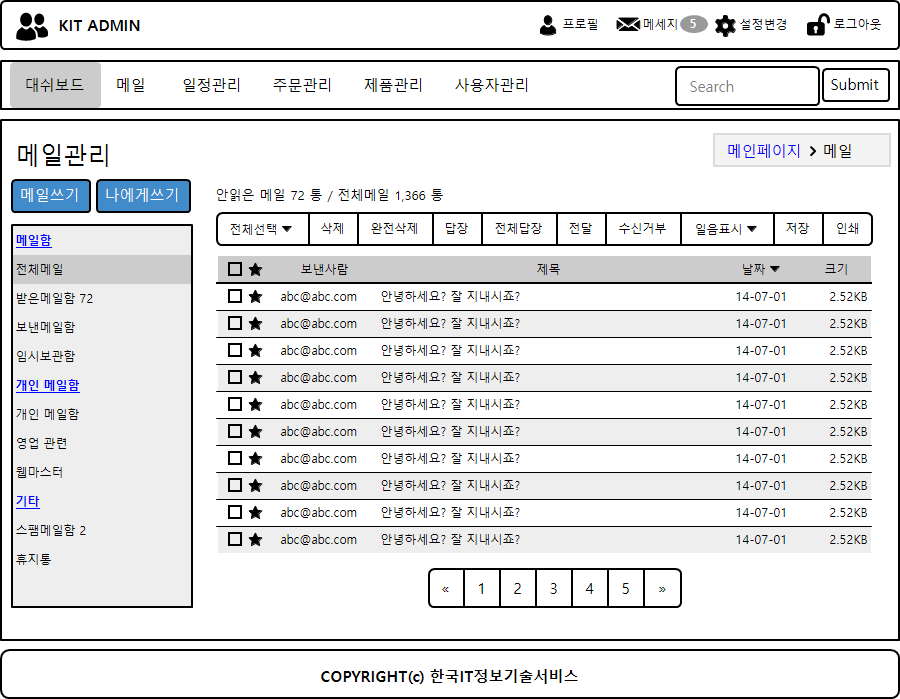 KIT ADMIN 프로필 메세지 5 설정변경 로그아웃
대쉬보드 메일 일정관리 주문관리 제품관리 사용자관리 Search Submit
메일관리 메인페이지 > 메일
메일쓰기 나에게쓰기 안읽은 메일 72 통 / 전체메일 1,366 통
전체선택▼ 삭제 완전삭제 답장 전체답장 전달 수신거부 읽음표시▼ 저장 인쇄
메일함
전체메일
받은메일함 72
보낸메일함
임시보관함
개인 메일함
개인 메일함
영업 관련
웹마스터
기타
스팸메일함 2
휴지통
보낸사람 제목 날짜▼ 크기
abc@abc.com 안녕하세요? 잘 지내시죠? 14-07-01 2.52KB
abc@abc.com 안녕하세요? 잘 지내시죠? 14-07-01 2.52KB
abc@abc.com 안녕하세요? 잘 지내시죠? 14-07-01 2.52KB
abc@abc.com 안녕하세요? 잘 지내시죠? 14-07-01 2.52KB
abc@abc.com 안녕하세요? 잘 지내시죠? 14-07-01 2.52KB
abc@abc.com 안녕하세요? 잘 지내시죠? 14-07-01 2.52KB
abc@abc.com 안녕하세요? 잘 지내시죠? 14-07-01 2.52KB
abc@abc.com 안녕하세요? 잘 지내시죠? 14-07-01 2.52KB
abc@abc.com 안녕하세요? 잘 지내시죠? 14-07-01 2.52KB
abc@abc.com 안녕하세요? 잘 지내시죠? 14-07-01 2.52KB
« 1 2 3 4 5 »
COPYRIGHT(c) 한국IT정보기술서비스